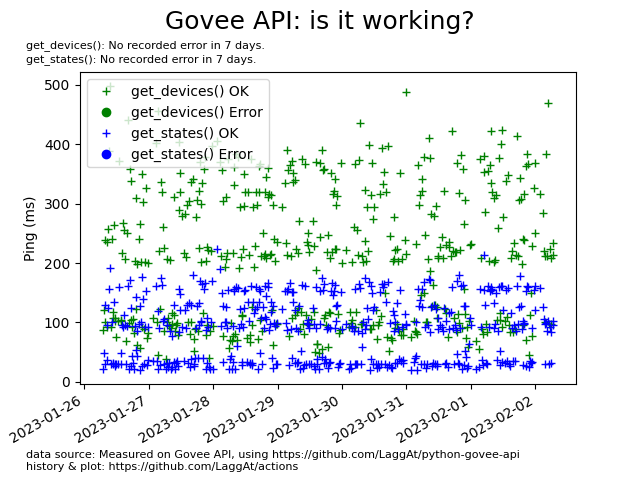 Govee API: is it working?
get_devices(): No recorded error in 7 days.
get_states(): No recorded error in 7 days.
get_devices() OK
get_devices() Error
get_states() OK
get_states() Error
500
400
300
200
100
0
Ping (ms)
2023-01-26
2023-01-27
2023-01-28
2023-01-29
2023-01-30
2023-01-31
2023-02-01
2023-02-02
data source: Measured on Govee API, using https://github.com/LaggAt/python-govee-api
history & plot: https://github.com/LaggAt/actions